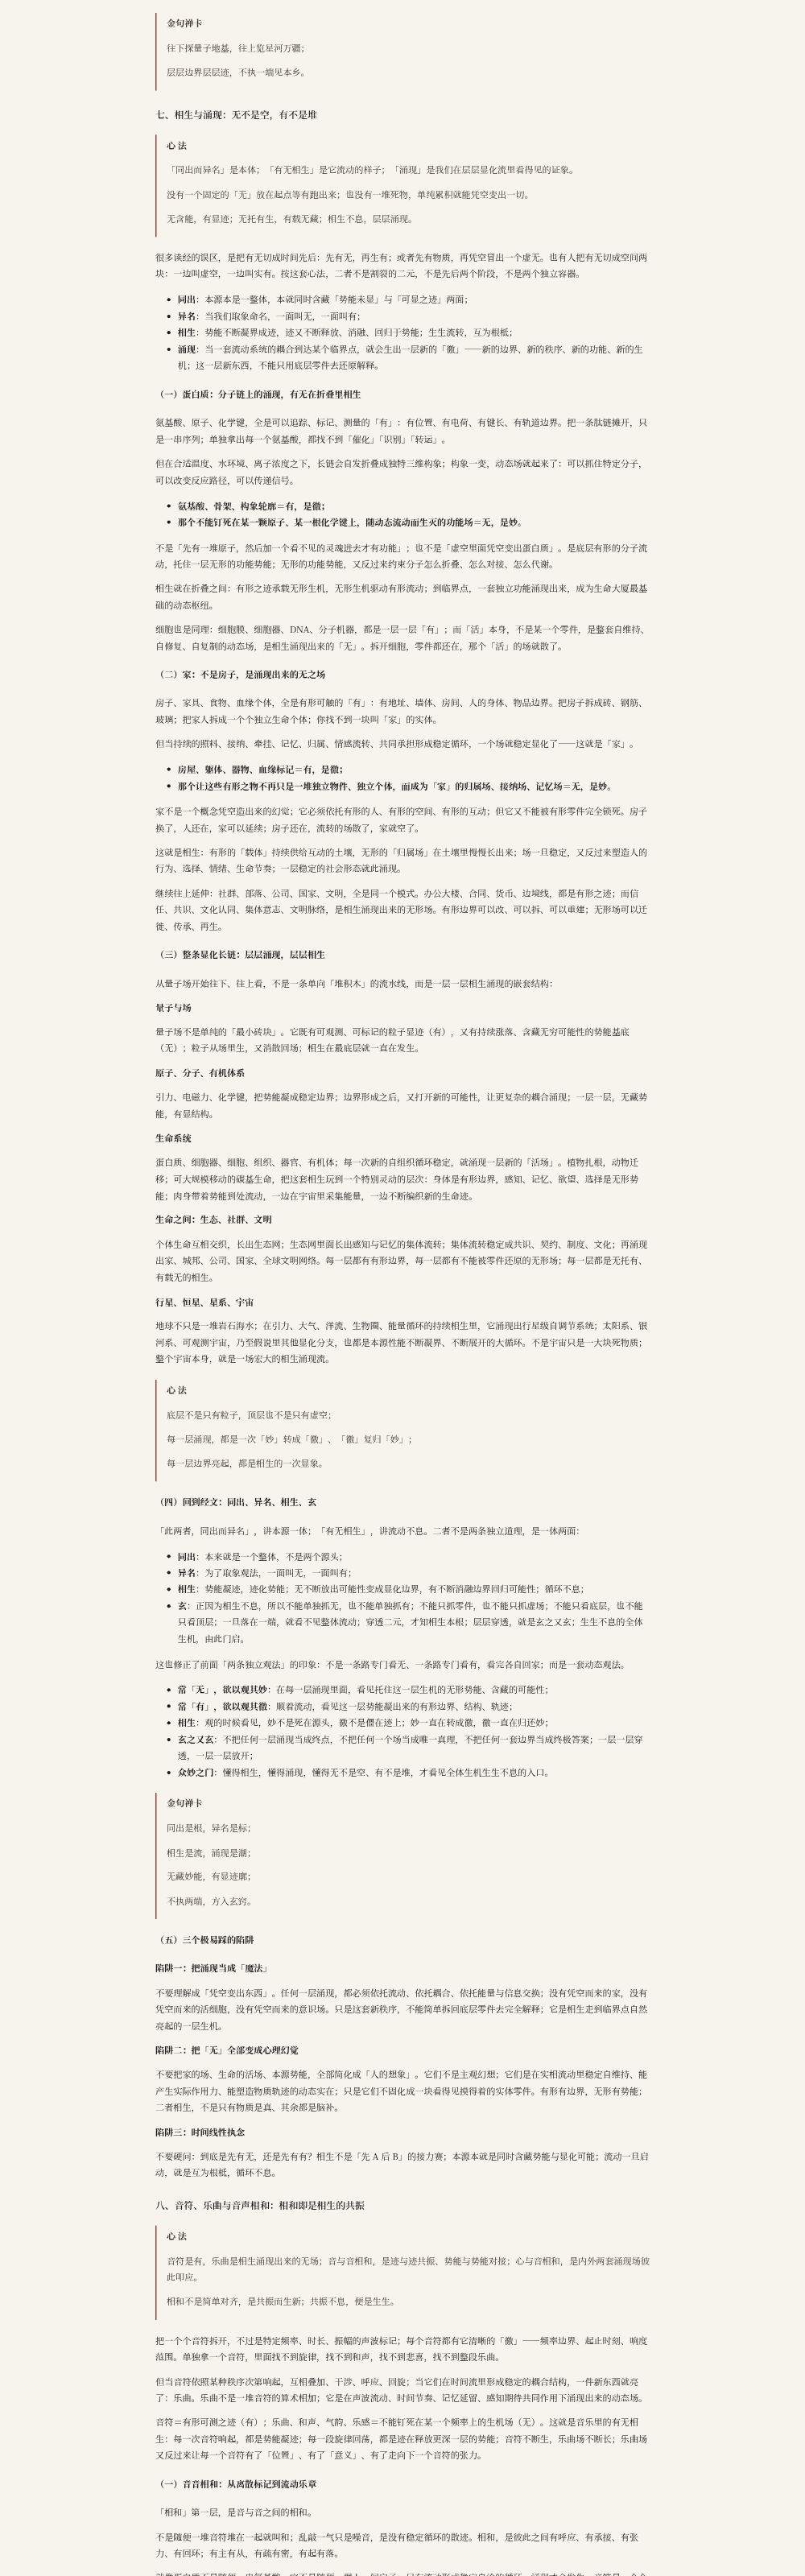 金句禅卡
往下探量子地基，往上览星河万疆；
层层边界层层迹，不执一端见本乡。
七、相生与涌现：无不是空，有不是堆
心 法
「同出而异名」是本体；「有无相生」是它流动的样子；「涌现」是我们在层层显化流里看得见的证象。
没有一个固定的「无」放在起点等有跑出来；也没有一堆死物，单纯累积就能凭空变出一切。
无含能，有显迹；无托有生，有载无藏；相生不息，层层涌现。
很多读经的误区，是把有无切成时间先后：先有无，再生有；或者先有物质，再凭空冒出一个虚无。也有人把有无切成空间两
块：一边叫虚空，一边叫实有。按这套心法，二者不是割裂的二元，不是先后两个阶段，不是两个独立容器。
• 同出：本源本是一整体，本就同时含藏「势能未显」与「可显之迹」两面；
• 异名：当我们取象命名，一面叫无，一面叫有；
• 相生：势能不断凝界成迹，迹又不断释放、消融、回归于势能；生生流转，互为根柢；
• 涌现：当一套流动系统的耦合到达某个临界点，就会生出一层新的「徼」——新的边界、新的秩序、新的功能、新的生
机；这一层新东西，不能只用底层零件去还原解释。
（一）蛋白质：分子链上的涌现，有无在折叠里相生
氨基酸、原子、化学键，全是可以追踪、标记、测量的「有」：有位置、有电荷、有键长、有轨道边界。把一条肽链摊开，只
是一串序列；单独拿出每一个氨基酸，都找不到「催化」「识别」「转运」。
但在合适温度、水环境、离子浓度之下，长链会自发折叠成独特三维构象；构象一变，动态场就起来了：可以抓住特定分子，
可以改变反应路径，可以传递信号。
• 氨基酸、骨架、构象轮廓＝有，是徼；
• 那个不能钉死在某一颗原子、某一根化学键上，随动态流动而生灭的功能场＝无，是妙。
不是「先有一堆原子，然后加一个看不见的灵魂进去才有功能」；也不是「虚空里面凭空变出蛋白质」。是底层有形的分子流
动，托住一层无形的功能势能；无形的功能势能，又反过来约束分子怎么折叠、怎么对接、怎么代谢。
相生就在折叠之间：有形之迹承载无形生机，无形生机驱动有形流动；到临界点，一套独立功能涌现出来，成为生命大厦最基
础的动态枢纽。
细胞也是同理：细胞膜、细胞器、DNA、分子机器，都是一层一层「有」；而「活」本身，不是某一个零件，是整套自维持、
自修复、自复制的动态场，是相生涌现出来的「无」。拆开细胞，零件都还在，那个「活」的场就散了。
（二）家：不是房子，是涌现出来的无之场
房子、家具、食物、血缘个体，全是有形可触的「有」：有地址、墙体、房间、人的身体、物品边界。把房子拆成砖、钢筋、
玻璃；把家人拆成一个个独立生命个体；你找不到一块叫「家」的实体。
但当持续的照料、接纳、牵挂、记忆、归属、情感流转、共同承担形成稳定循环，一个场就稳定显化了——这就是「家」。
• 房屋、躯体、器物、血缘标记＝有，是徼；
• 那个让这些有形之物不再只是一堆独立物件、独立个体，而成为「家」的归属场、接纳场、记忆场＝无，是妙。
家不是一个概念凭空造出来的幻觉；它必须依托有形的人、有形的空间、有形的互动；但它又不能被有形零件完全锁死。房子
换了，人还在，家可以延续；房子还在，流转的场散了，家就空了。
这就是相生：有形的「载体」持续供给互动的土壤，无形的「归属场」在土壤里慢慢长出来；场一旦稳定，又反过来塑造人的
行为、选择、情绪、生命节奏；一层稳定的社会形态就此涌现。
继续往上延伸：社群、部落、公司、国家、文明，全是同一个模式。办公大楼、合同、货币、边境线，都是有形之迹；而信
任、共识、文化认同、集体意志、文明脉络，是相生涌现出来的无形场。有形边界可以改、可以拆、可以重建；无形场可以迁
徙、传承、再生。
（三）整条显化长链：层层涌现，层层相生
从量子场开始往下、往上看，不是一条单向「堆积木」的流水线，而是一层一层相生涌现的嵌套结构：
量子与场
量子场不是单纯的「最小砖块」。它既有可观测、可标记的粒子显迹（有），又有持续涨落、含藏无穷可能性的势能基底
（无）；粒子从场里生，又消散回场；相生在最底层就一直在发生。
原子、分子、有机体系
引力、电磁力、化学键，把势能凝成稳定边界；边界形成之后，又打开新的可能性，让更复杂的耦合涌现；一层一层，无藏势
能，有显结构。
生命系统
蛋白质、细胞器、细胞、组织、器官、有机体；每一次新的自组织循环稳定，就涌现一层新的「活场」。植物扎根，动物迁
移；可大规模移动的碳基生命，把这套相生玩到一个特别灵动的层次：身体是有形边界，感知、记忆、欲望、选择是无形势
能；肉身带着势能到处流动，一边在宇宙里采集能量，一边不断编织新的生命迹。
生命之间：生态、社群、文明
个体生命互相交织，长出生态网；生态网里面长出感知与记忆的集体流转；集体流转稳定成共识、契约、制度、文化；再涌现
出家、城邦、公司、国家、全球文明网络。每一层都有有形边界，每一层都有不能被零件还原的无形场；每一层都是无托有、
有载无的相生。
行星、恒星、星系、宇宙
地球不只是一堆岩石海水；在引力、大气、洋流、生物圈、能量循环的持续相生里，它涌现出行星级自调节系统；太阳系、银
河系、可观测宇宙，乃至假说里其他显化分支，也都是本源性能不断凝界、不断展开的大循环。不是宇宙只是一大块死物质；
整个宇宙本身，就是一场宏大的相生涌现流。
心 法
底层不是只有粒子，顶层也不是只有虚空；
每一层涌现，都是一次「妙」转成「徼」、「徼」复归「妙」；
每一层边界亮起，都是相生的一次显象。
（四）回到经文：同出、异名、相生、玄
「此两者，同出而异名」，讲本源一体；「有无相生」，讲流动不息。二者不是两条独立道理，是一体两面：
• 同出：本来就是一个整体，不是两个源头；
• 异名：为了取象观法，一面叫无，一面叫有；
• 相生：势能凝迹，迹化势能；无不断放出可能性变成显化边界，有不断消融边界回归可能性；循环不息；
• 玄：正因为相生不息，所以不能单独抓无，也不能单独抓有；不能只抓零件，也不能只抓虚场；不能只看底层，也不能
只看顶层；一旦落在一端，就看不见整体流动；穿透二元，才知相生本根；层层穿透，就是玄之又玄；生生不息的全体
生机，由此门启。
这也修正了前面「两条独立观法」的印象：不是一条路专门看无、一条路专门看有，看完各自回家；而是一套动态观法。
• 常「无」，欲以观其妙：在每一层涌现里面，看见托住这一层生机的无形势能、含藏的可能性；
• 常「有」，欲以观其徼：顺着流动，看见这一层势能凝出来的有形边界、结构、轨迹；
• 相生：观的时候看见，妙不是死在源头，徼不是僵在迹上；妙一直在转成徼，徼一直在归还妙；
• 玄之又玄：不把任何一层涌现当成终点，不把任何一个场当成唯一真理，不把任何一套边界当成终极答案；一层一层穿
透，一层一层放开；
• 众妙之门：懂得相生，懂得涌现，懂得无不是空、有不是堆，才看见全体生机生生不息的入口。
金句禅卡
同出是根，异名是标；
相生是流，涌现是潮；
无藏妙能，有显迹廓；
不执两端，方入玄窍。
（五）三个极易踩的陷阱
陷阱一：把涌现当成「魔法」
不要理解成「凭空变出东西」。任何一层涌现，都必须依托流动、依托耦合、依托能量与信息交换；没有凭空而来的家，没有
凭空而来的活细胞，没有凭空而来的意识场。只是这套新秩序，不能简单拆回底层零件去完全解释；它是相生走到临界点自然
亮起的一层生机。
陷阱二：把「无」全部变成心理幻觉
不要把家的场、生命的活场、本源势能，全部简化成「人的想象」。它们不是主观幻想；它们是在实相流动里稳定自维持、能
产生实际作用力、能塑造物质轨迹的动态实在；只是它们不固化成一块看得见摸得着的实体零件。有形有边界，无形有势能；
二者相生，不是只有物质是真、其余都是脑补。
陷阱三：时间线性执念
不要硬问：到底是先有无，还是先有有？相生不是「先 A 后 B」的接力赛；本源本就是同时含藏势能与显化可能；流动一旦启
动，就是互为根柢，循环不息。
八、音符、乐曲与音声相和：相和即是相生的共振
心 法
音符是有，乐曲是相生涌现出来的无场；音与音相和，是迹与迹共振、势能与势能对接；心与音相和，是内外两套涌现场彼
此叩应。
相和不是简单对齐，是共振而生新；共振不息，便是生生。
把一个个音符拆开，不过是特定频率、时长、振幅的声波标记；每个音符都有它清晰的「徼」——频率边界、起止时刻、响度
范围。单独拿一个音符，里面找不到旋律，找不到和声，找不到悲喜，找不到整段乐曲。
但当音符依照某种秩序次第响起，互相叠加、干涉、呼应、回旋；当它们在时间流里形成稳定的耦合结构，一件新东西就亮
了：乐曲。乐曲不是一堆音符的算术相加；它是在声波流动、时间节奏、记忆延留、感知期待共同作用下涌现出来的动态场。
音符＝有形可测之迹（有）；乐曲、和声、气韵、乐感＝不能钉死在某一个频率上的生机场（无）。这就是音乐里的有无相
生：每一次音符响起，都是势能凝迹；每一段旋律回荡，都是迹在释放更深一层的势能；音符不断生，乐曲场不断长；乐曲场
又反过来让每一个音符有了「位置」、有了「意义」、有了走向下一个音符的张力。
（一）音音相和：从离散标记到流动乐章
「相和」第一层，是音与音之间的相和。
不是随便一堆音符堆在一起就叫和；乱敲一气只是噪音，是没有稳定循环的散迹。相和，是彼此之间有呼应、有承接、有张
力、有回环；有主有从，有疏有密，有起有落。